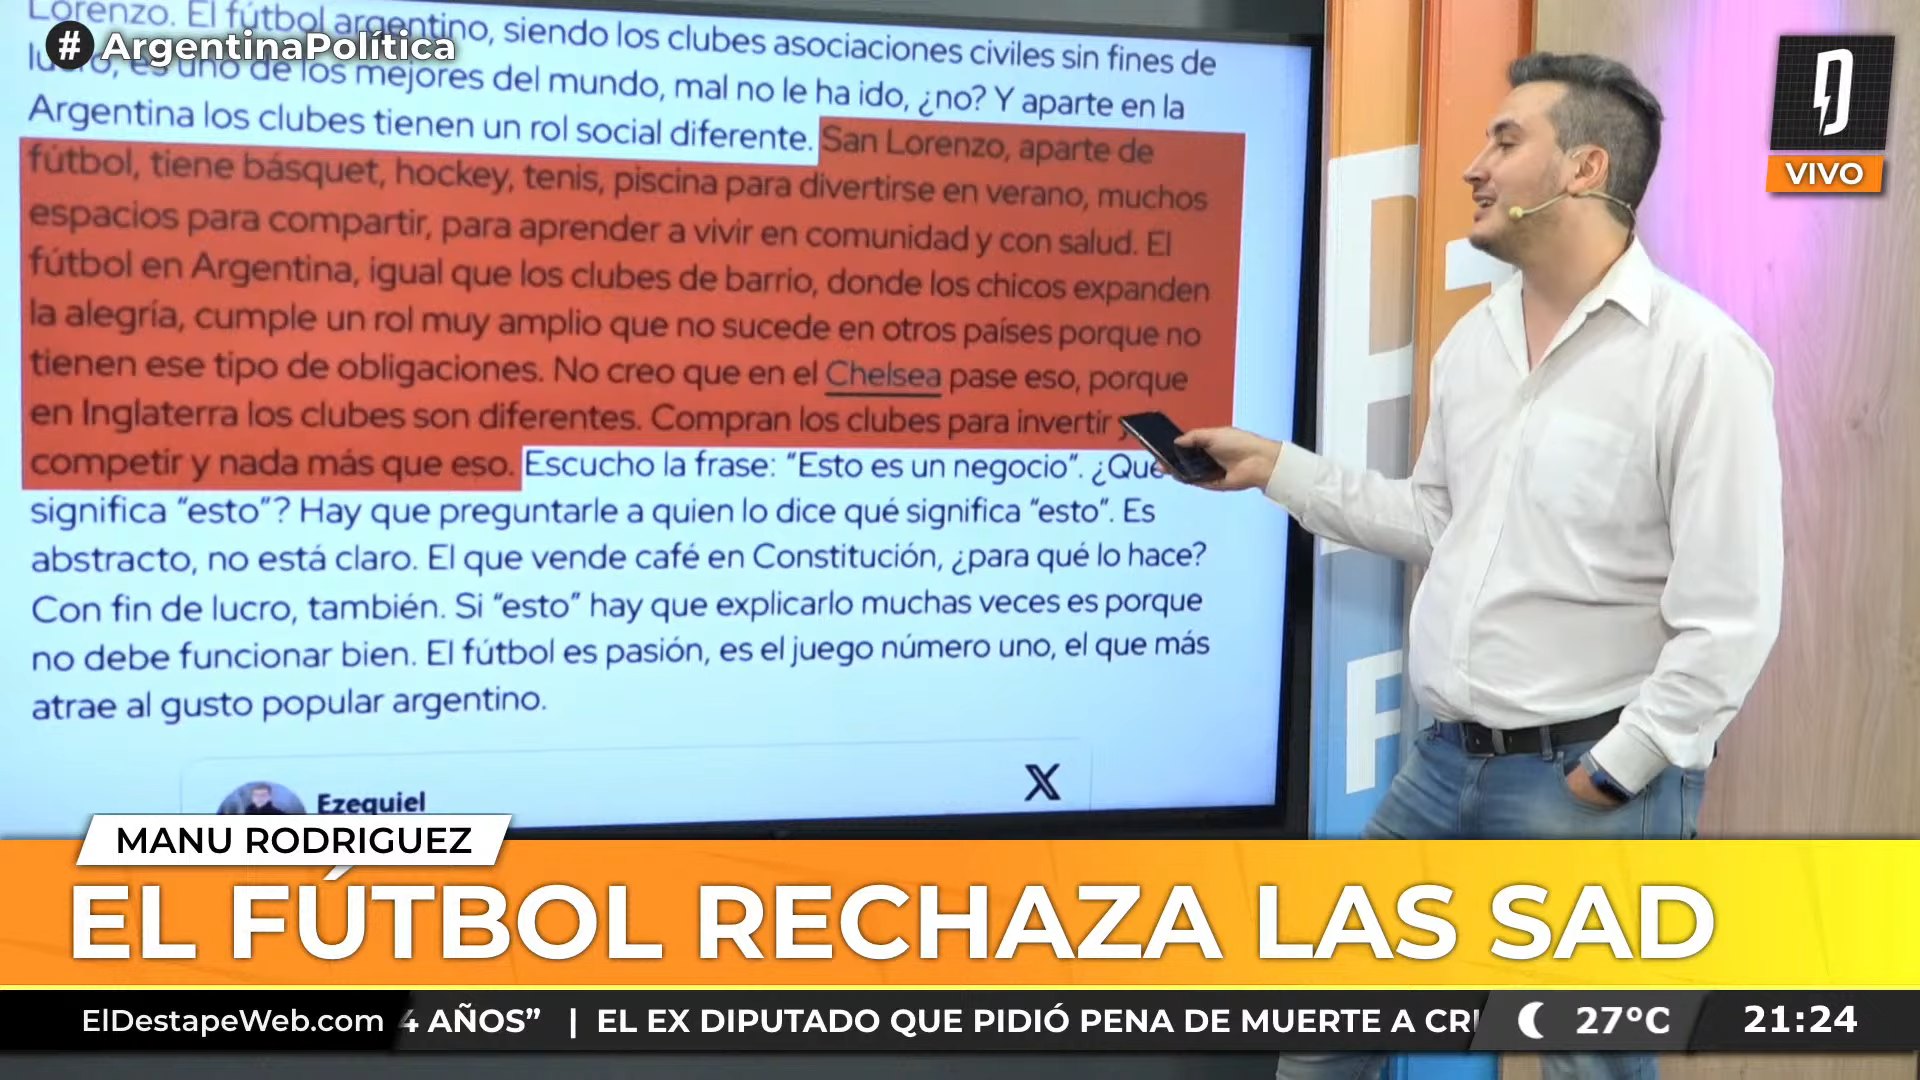 Lorenzo. El fútbol argentino, siendo los clubes asociaciones civiles sin fines de
# ArgentinaPolítica
lucro, es uno de los mejores del mundo, mal no le ha ido, ¿no? Y aparte en la
Argentina los clubes tienen un rol social diferente. San Lorenzo, aparte de
fútbol, tiene básquet, hockey, tenis, piscina para divertirse en verano, muchos
espacios para compartir, para aprender a vivir en comunidad y con salud. El
fútbol en Argentina, igual que los clubes de barrio, donde los chicos expanden
la alegría, cumple un rol muy amplio que no sucede en otros países porque no
tienen ese tipo de obligaciones. No creo que en el Chelsea pase eso, porque
en Inglaterra los clubes son diferentes. Compran los clubes para invertir y
competir y nada más que eso. Escucho la frase: “Esto es un negocio”. ¿Qué
significa “esto”? Hay que preguntarle a quien lo dice qué significa “esto”. Es
abstracto, no está claro. El que vende café en Constitución, ¿para qué lo hace?
Con fin de lucro, también. Si “esto” hay que explicarlo muchas veces es porque
no debe funcionar bien. El fútbol es pasión, es el juego número uno, el que más
atrae al gusto popular argentino.
Ezequiel
X
D
VIVO
MANU RODRIGUEZ
EL FÚTBOL RECHAZA LAS SAD
ElDestapeWeb.com
4 AÑOS” | EL EX DIPUTADO QUE PIDIÓ PENA DE MUERTE A CRI
27°C
21:24